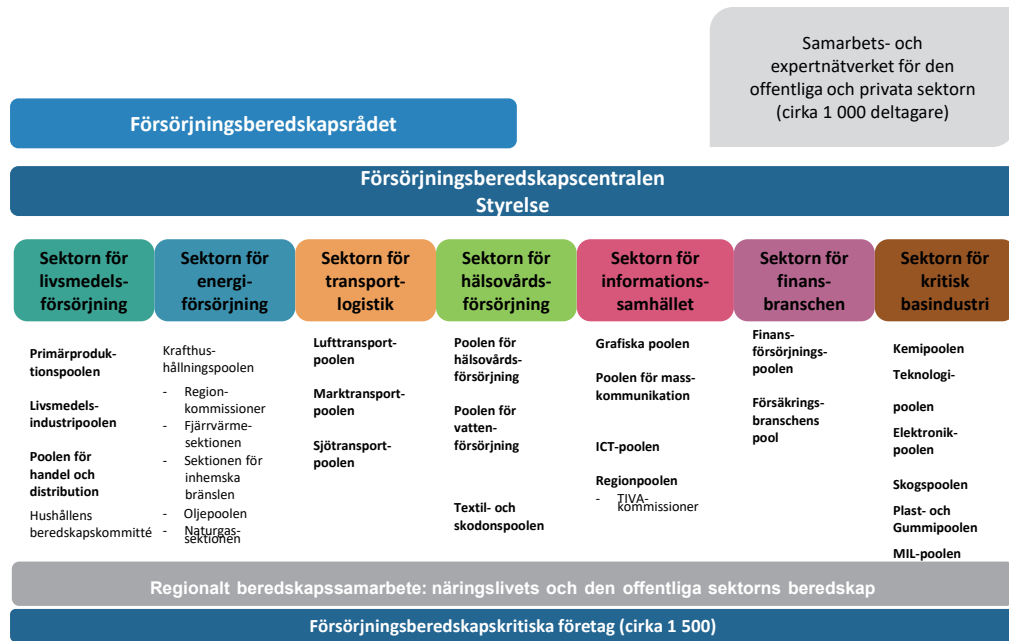 Samarbets- och
expertnätverket för den
offentliga och privata sektorn
(cirka 1 000 deltagare)
Försörjningsberedskapsrådet
Försörjningsberedskapscentralen
Styrelse
Sektorn för
livsmedels-
försörjning
Sektorn för
energi-
försörjning
Sektorn för
transport-
logistik
Sektorn för
hälsovårds-
försörjning
Sektorn för
informations-
samhället
Sektorn för
finans-
branschen
Sektorn för
kritisk
basindustri
Primärproduk-
tionspoolen
Livsmedels-
industripoolen
Poolen för
handel och
distribution
Hushållens
beredskapskommitté
Krafthus-
hållningspoolen
- Region-
kommissioner
- Fjärrvärme-
sektionen
- Sektionen för
inhemska
bränslen
- Oljepoolen
- Naturgas-
sektionen
Lufttransport-
poolen
Marktransport-
poolen
Sjötransport-
poolen
Poolen för
hälsovårds-
försörjning
Poolen för
vatten-
försörjning
Textil- och
skodonspoolen
Grafiska poolen
Poolen för mass-
kommunikation
ICT-poolen
Regionpoolen
- TIVA-
kommissioner
Finans-
försörjnings-
poolen
Försäkrings-
branschens
pool
Kemipoolen
Teknologi-
poolen
Elektronik-
poolen
Skogspoolen
Plast- och
Gummipoolen
MIL-poolen
Regionalt beredskapssamarbete: näringslivets och den offentliga sektorns beredskap
Försörjningsberedskapskritiska företag (cirka 1 500)